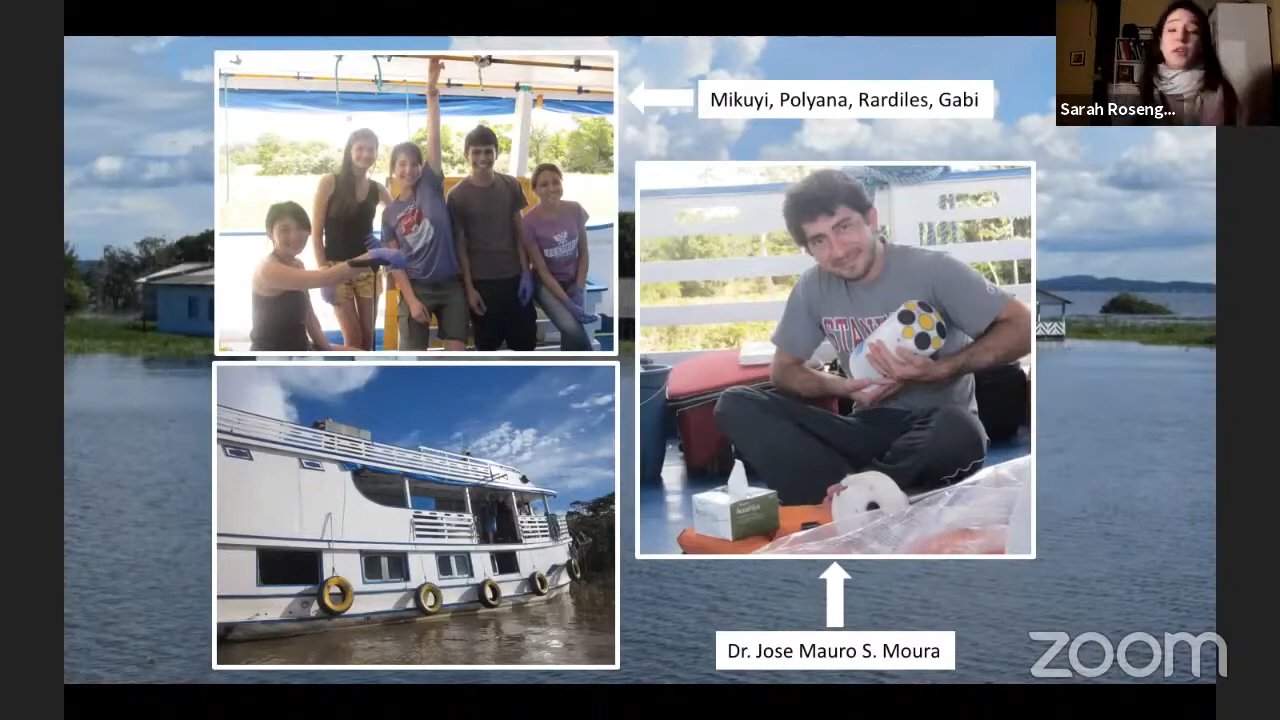 Mikuyi, Polyana, Rardiles, Gabi
Sarah Roseng...
Dr. Jose Mauro S. Moura
zoom